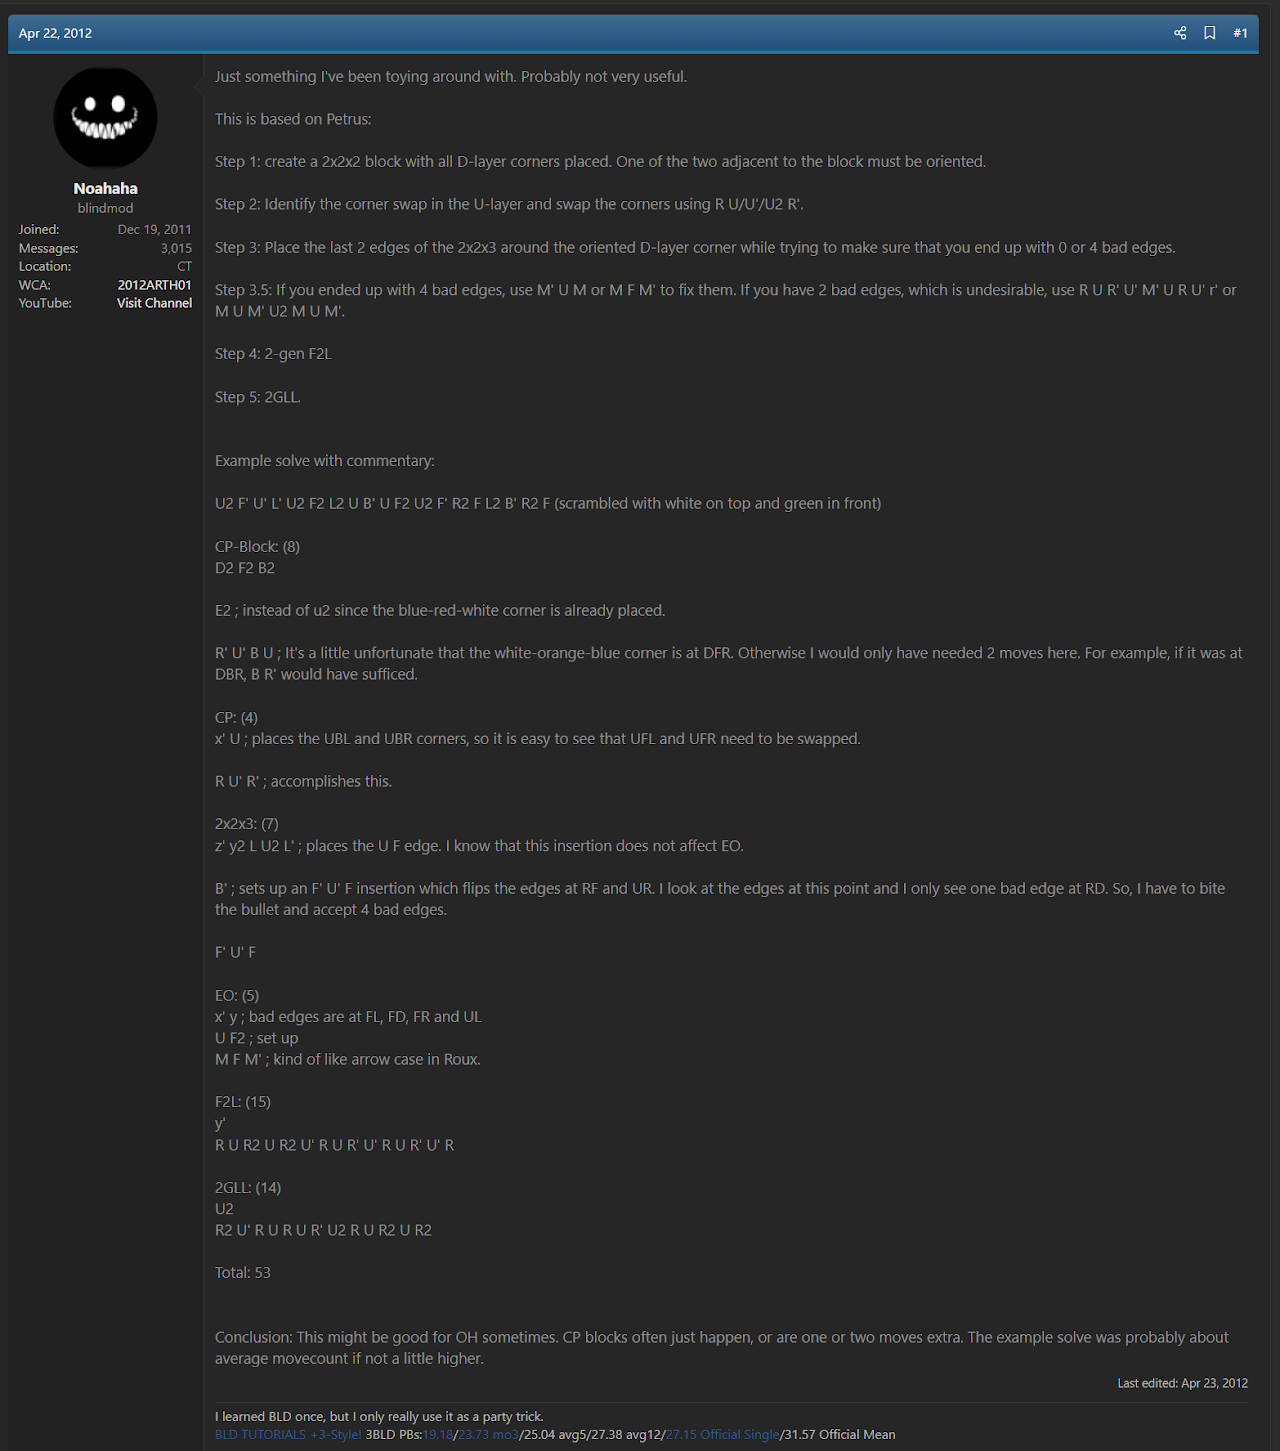 Apr 22, 2012
#1
Noahaha
blindmod
Joined: Dec 19, 2011
Messages: 3,015
Location: CT
WCA: 2012ARTH01
YouTube: Visit Channel
Just something I've been toying around with. Probably not very useful.
This is based on Petrus:
Step 1: create a 2x2x2 block with all D-layer corners placed. One of the two adjacent to the block must be oriented.
Step 2: Identify the corner swap in the U-layer and swap the corners using R U/U'/U2 R'.
Step 3: Place the last 2 edges of the 2x2x3 around the oriented D-layer corner while trying to make sure that you end up with 0 or 4 bad edges.
Step 3.5: If you ended up with 4 bad edges, use M' U M or M F M' to fix them. If you have 2 bad edges, which is undesirable, use R U R' U' M' U R U' r' or
M U M' U2 M U M'.
Step 4: 2-gen F2L
Step 5: 2GLL.
Example solve with commentary:
U2 F' U' L' U2 F2 L2 U B' U F2 U2 F' R2 F L2 B' R2 F (scrambled with white on top and green in front)
CP-Block: (8)
D2 F2 B2
E2 ; instead of u2 since the blue-red-white corner is already placed.
R' U' B U ; It's a little unfortunate that the white-orange-blue corner is at DFR. Otherwise I would only have needed 2 moves here. For example, if it was at
DBR, B R' would have sufficed.
CP: (4)
x' U ; places the UBL and UBR corners, so it is easy to see that UFL and UFR need to be swapped.
R U' R' ; accomplishes this.
2x2x3: (7)
z' y2 L U2 L' ; places the U F edge. I know that this insertion does not affect EO.
B' ; sets up an F' U' F insertion which flips the edges at RF and UR. I look at the edges at this point and I only see one bad edge at RD. So, I have to bite
the bullet and accept 4 bad edges.
F' U' F
EO: (5)
x' y ; bad edges are at FL, FD, FR and UL
U F2 ; set up
M F M' ; kind of like arrow case in Roux.
F2L: (15)
y'
R U R2 U R2 U' R U R' U' R U R' U' R
2GLL: (14)
U2
R2 U' R U R U R' U2 R U R2 U R2
Total: 53
Conclusion: This might be good for OH sometimes. CP blocks often just happen, or are one or two moves extra. The example solve was probably about
average movecount if not a little higher.
Last edited: Apr 23, 2012
I learned BLD once, but I only really use it as a party trick.
BLD TUTORIALS +3-Style! 3BLD PBs:19.18/23.73 mo3/25.04 avg5/27.38 avg12/27.15 Official Single/31.57 Official Mean